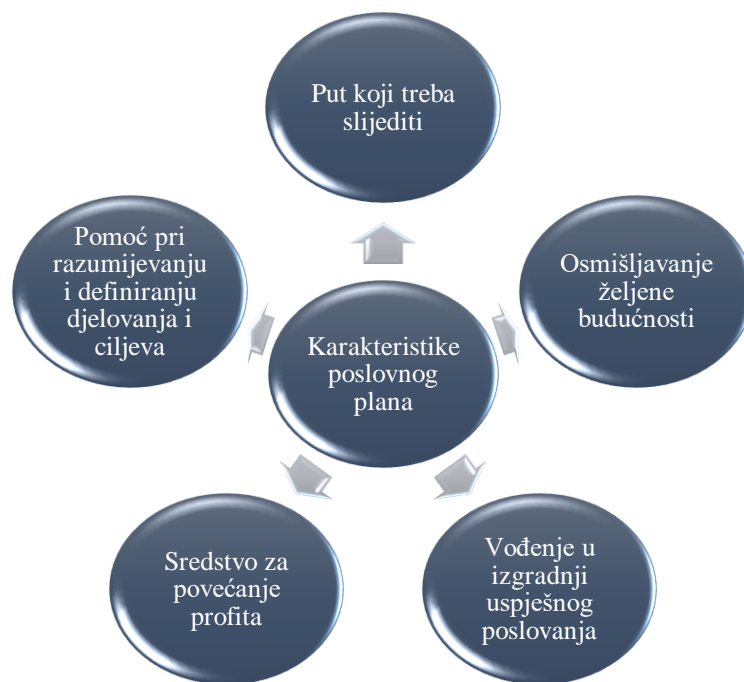 Put koji treba
slijediti
Pomoć pri
razumijevanju
i definiranju
djelovanja i
ciljeva
Osmišljavanje
željene
budućnosti
Karakteristike
poslovnog
plana
Sredstvo za
povećanje
profita
Vođenje u
izgradnji
uspješnog
poslovanja